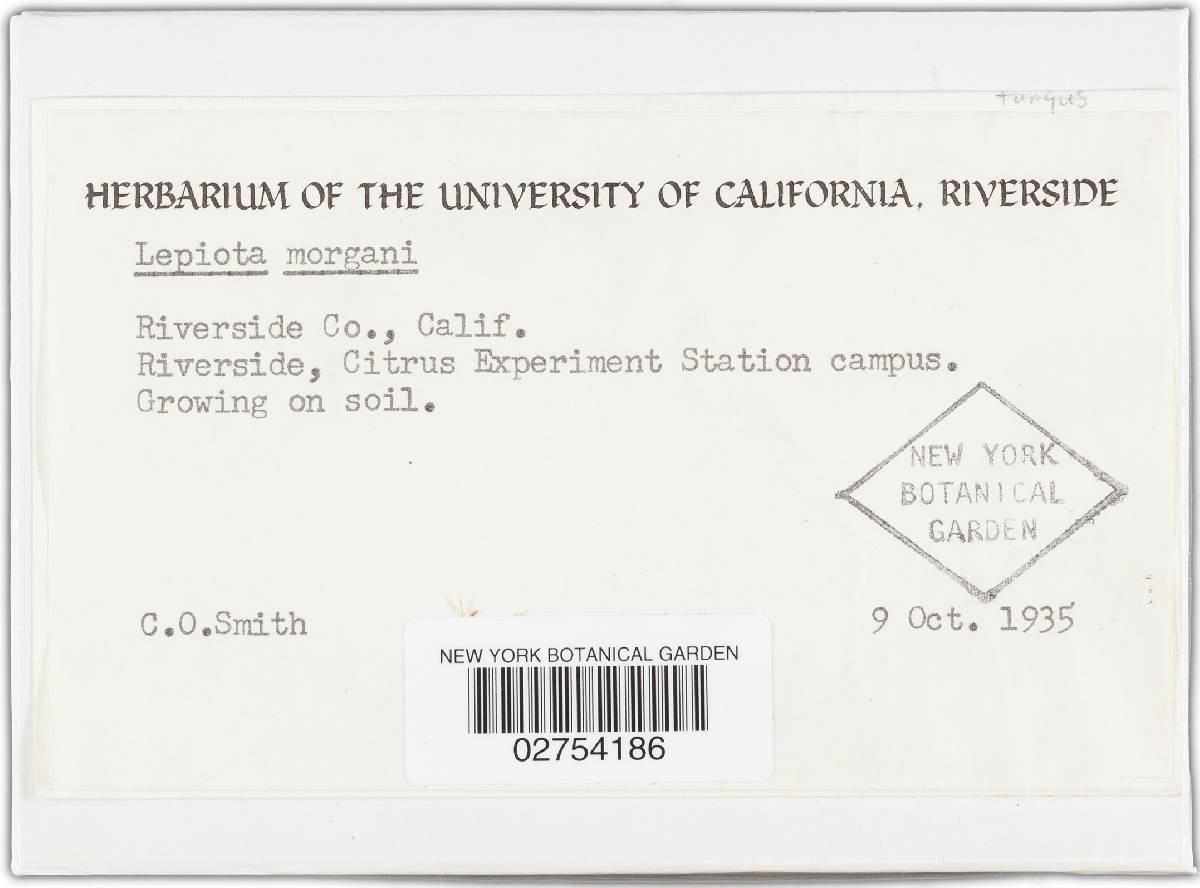 fungus
HERBARIUM OF THE UNIVERSITY OF CALIFORNIA, RIVERSIDE
Lepiota morgani
Riverside Co., Calif.
Riverside, Citrus Experiment Station campus.
Growing on soil.
NEW YORK
BOTANICAL
GARDEN
C.O.Smith
9 Oct. 1935
NEW YORK BOTANICAL GARDEN
02754186